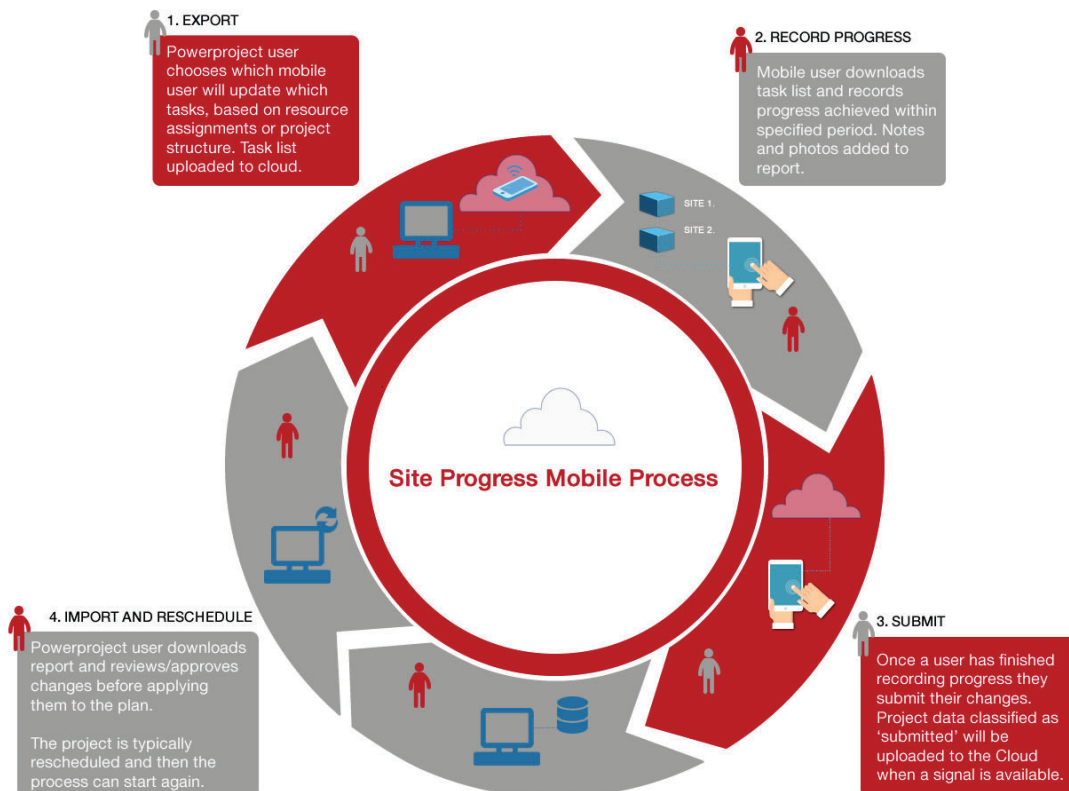 1. EXPORT
Powerproject user
chooses which mobile
user will update which
tasks, based on resource
assignments or project
structure. Task list
uploaded to cloud.
2. RECORD PROGRESS
Mobile user downloads
task list and records
progress achieved within
specified period. Notes
and photos added to
report.
SITE 1.
SITE 2.
Site Progress Mobile Process
3. SUBMIT
Once a user has finished
recording progress they
submit their changes.
Project data classified as
‘submitted’ will be
uploaded to the Cloud
when a signal is available.
4. IMPORT AND RESCHEDULE
Powerproject user downloads
report and reviews/approves
changes before applying
them to the plan.
The project is typically
rescheduled and then the
process can start again.